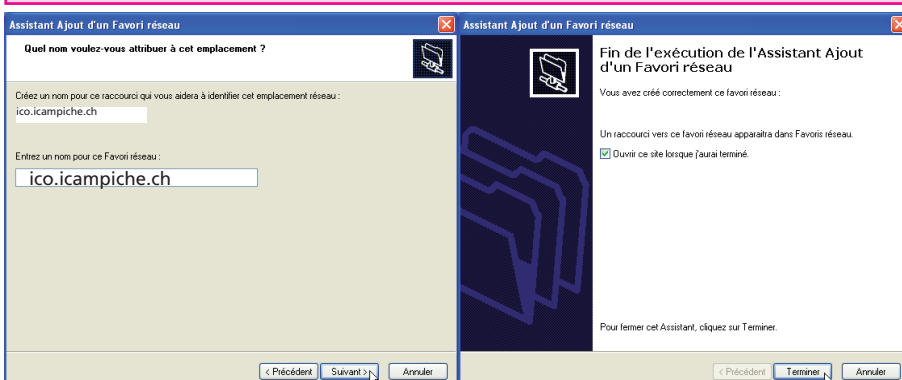 Assistant Ajout d'un Favori réseau
Quel nom voulez-vous attribuer à cet emplacement ?
Créez un nom pour ce raccourci qui vous aidera à identifier cet emplacement réseau :
ico.icampiche.ch
Entrez un nom pour ce Favori réseau :
ico.icampiche.ch
< Précédent Suivant > Annuler
Assistant Ajout d'un Favori réseau
Fin de l'exécution de l'Assistant Ajout
d'un Favori réseau
Vous avez créé correctement ce favori réseau :
Un raccourci vers ce favori réseau apparaitra dans Favoris réseau.
Ouvrir ce site lorsque j'aurai terminé.
Pour fermer cet Assistant, cliquez sur Terminer.
< Précédent Terminer Annuler